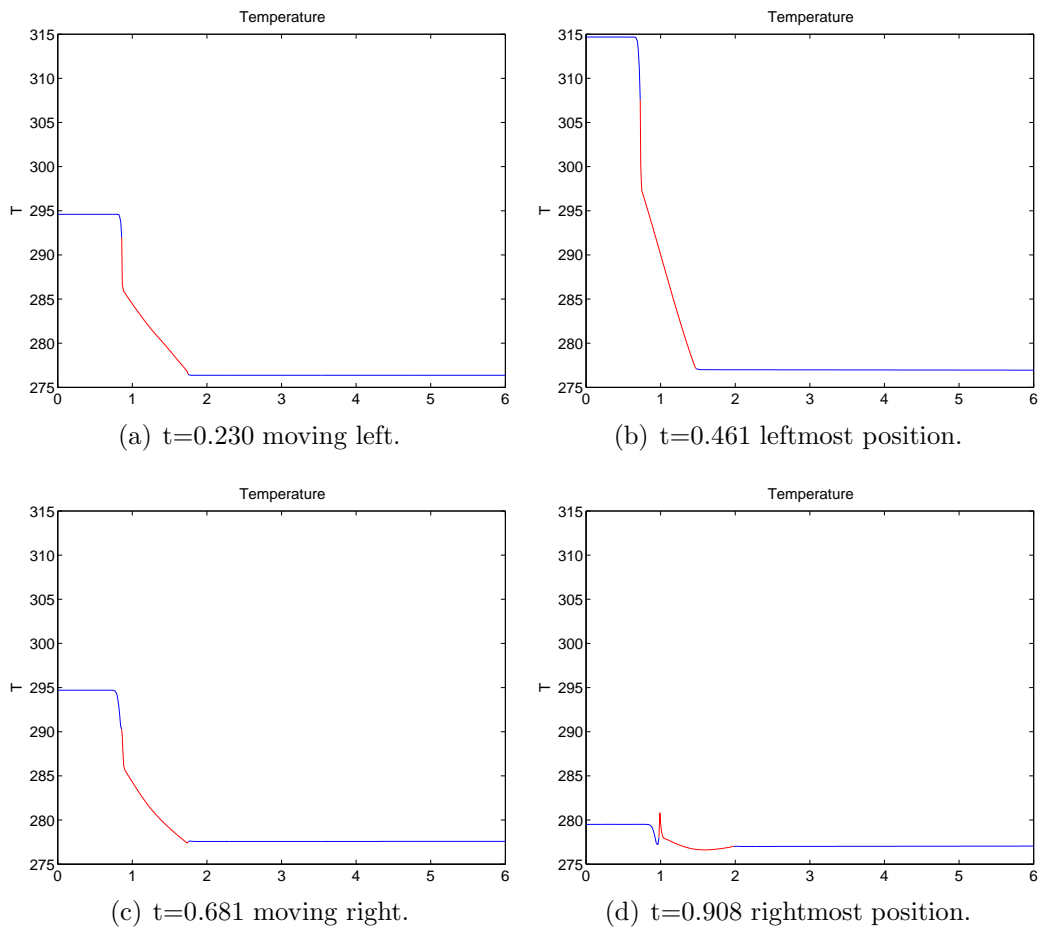 Temperature
315
310
305
300
295
290
285
280
275
T
0 1 2 3 4 5 6
(a) t=0.230 moving left.
Temperature
315
310
305
300
295
290
285
280
275
T
0 1 2 3 4 5 6
(b) t=0.461 leftmost position.
Temperature
315
310
305
300
295
290
285
280
275
T
0 1 2 3 4 5 6
(c) t=0.681 moving right.
Temperature
315
310
305
300
295
290
285
280
275
T
0 1 2 3 4 5 6
(d) t=0.908 rightmost position.